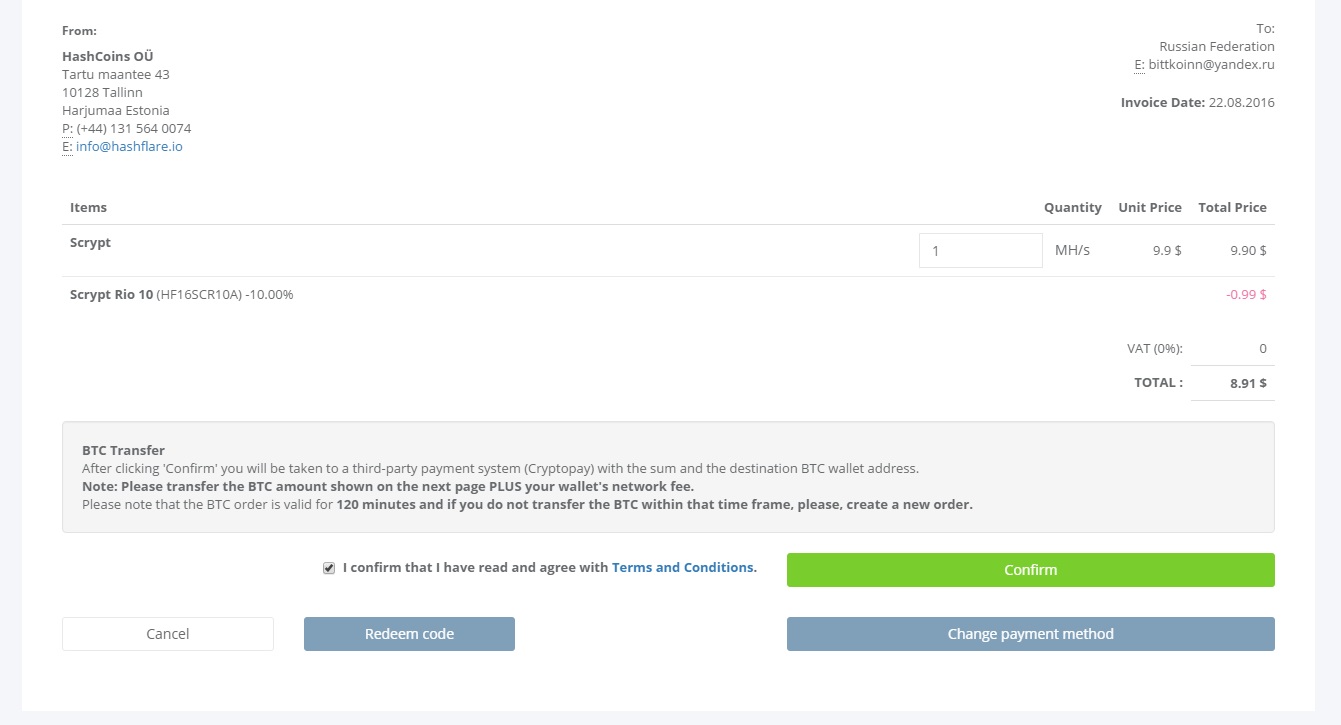 From:
HashCoins OÜ
Tartu maantee 43
10128 Tallinn
Harjumaa Estonia
P: (+44) 131 564 0074
E: info@hashflare.io
To:
Russian Federation
E: bittkoinn@yandex.ru
Invoice Date: 22.08.2016
Items Quantity Unit Price Total Price
Scrypt 1 MH/s 9.9 $ 9.90 $
Scrypt Rio 10 (HF16SCR10A) -10.00% -0.99 $
VAT (0%): 0
TOTAL : 8.91 $
BTC Transfer
After clicking 'Confirm' you will be taken to a third-party payment system (Cryptopay) with the sum and the destination BTC wallet address.
Note: Please transfer the BTC amount shown on the next page PLUS your wallet's network fee.
Please note that the BTC order is valid for 120 minutes and if you do not transfer the BTC within that time frame, please, create a new order.
I confirm that I have read and agree with Terms and Conditions.
Confirm
Cancel
Redeem code
Change payment method